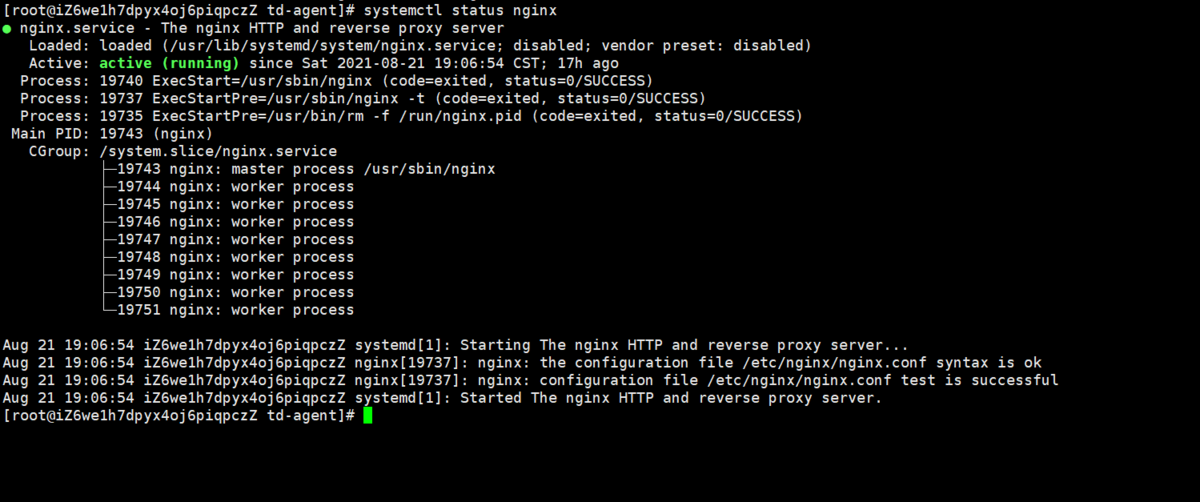 [root@iZ6we1h7dpyx4oj6piqpczZ td-agent]# systemctl status nginx
● nginx.service - The nginx HTTP and reverse proxy server
   Loaded: loaded (/usr/lib/systemd/system/nginx.service; disabled; vendor preset: disabled)
   Active: active (running) since Sat 2021-08-21 19:06:54 CST; 17h ago
  Process: 19740 ExecStart=/usr/sbin/nginx (code=exited, status=0/SUCCESS)
  Process: 19737 ExecStartPre=/usr/sbin/nginx -t (code=exited, status=0/SUCCESS)
  Process: 19735 ExecStartPre=/usr/bin/rm -f /run/nginx.pid (code=exited, status=0/SUCCESS)
 Main PID: 19743 (nginx)
   CGroup: /system.slice/nginx.service
           ├─19743 nginx: master process /usr/sbin/nginx
           ├─19744 nginx: worker process
           ├─19745 nginx: worker process
           ├─19746 nginx: worker process
           ├─19747 nginx: worker process
           ├─19748 nginx: worker process
           ├─19749 nginx: worker process
           ├─19750 nginx: worker process
           └─19751 nginx: worker process

Aug 21 19:06:54 iZ6we1h7dpyx4oj6piqpczZ systemd[1]: Starting The nginx HTTP and reverse proxy server...
Aug 21 19:06:54 iZ6we1h7dpyx4oj6piqpczZ nginx[19737]: nginx: the configuration file /etc/nginx/nginx.conf syntax is ok
Aug 21 19:06:54 iZ6we1h7dpyx4oj6piqpczZ nginx[19737]: nginx: configuration file /etc/nginx/nginx.conf test is successful
Aug 21 19:06:54 iZ6we1h7dpyx4oj6piqpczZ systemd[1]: Started The nginx HTTP and reverse proxy server.
[root@iZ6we1h7dpyx4oj6piqpczZ td-agent]#